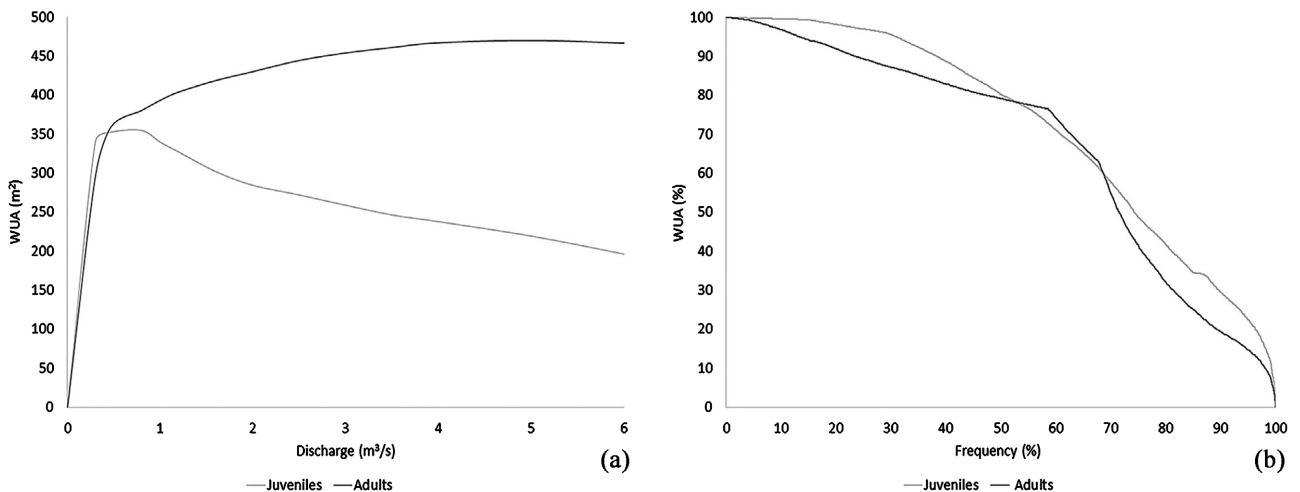 500
450
400
350
300
250
200
150
100
50
0
WUA (m²)
0 1 2 3 4 5 6
Discharge (m³/s)
(a)
Juveniles Adults
100
90
80
70
60
50
40
30
20
10
0
WUA (%)
0 10 20 30 40 50 60 70 80 90 100
Frequency (%)
(b)
Juveniles Adults